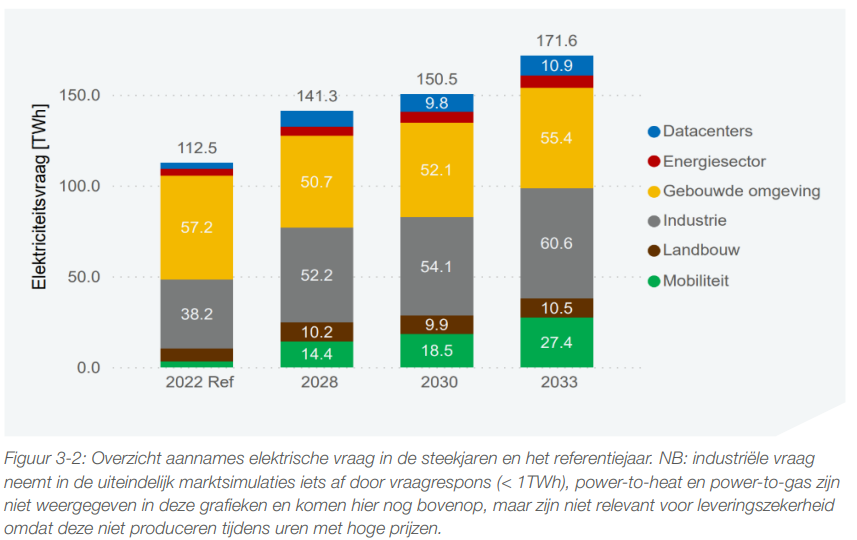 171.6
150.5
141.3
112.5
10.9
9.8
55.4
52.1
50.7
57.2
60.6
54.1
52.2
38.2
10.5
9.9
10.2
27.4
18.5
14.4
Elektriciteitsvraag [TWh]
150.0
100.0
50.0
0.0
2022 Ref
2028
2030
2033
Datacenters
Energiesector
Gebouwde omgeving
Industrie
Landbouw
Mobiliteit
Figuur 3-2: Overzicht aannames elektrische vraag in de steekjaren en het referentiejaar. NB: industriële vraag
neemt in de uiteindelijk marktsimulaties iets af door vraagrespons (< 1TWh), power-to-heat en power-to-gas zijn
niet weergegeven in deze grafieken en komen hier nog bovenop, maar zijn niet relevant voor leveringszekerheid
omdat deze niet produceren tijdens uren met hoge prijzen.